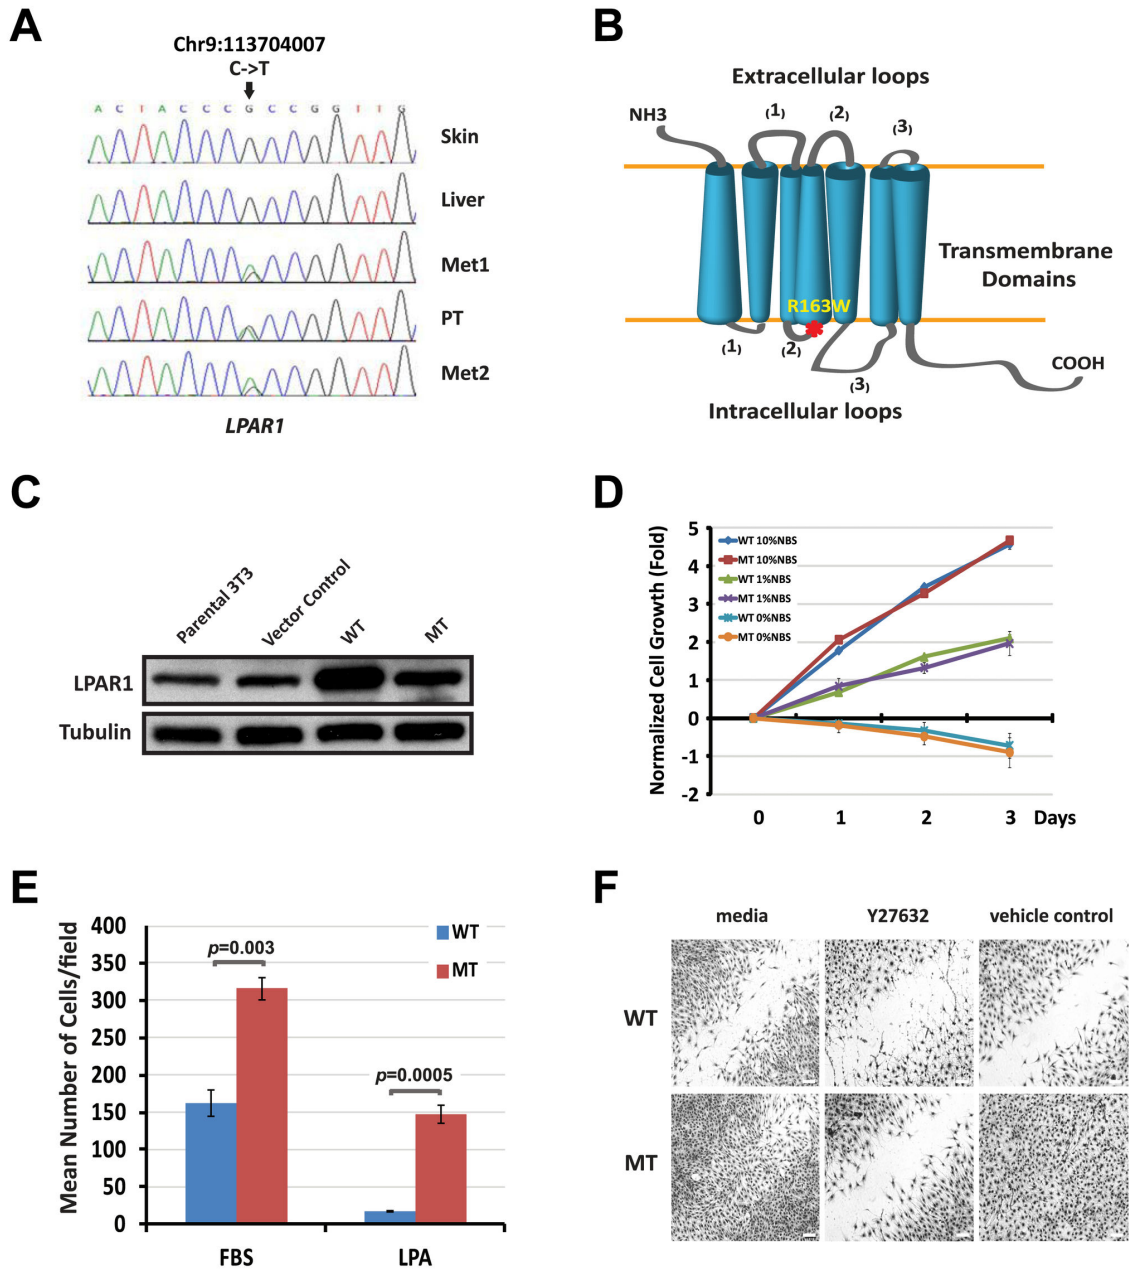 A
Chr9:113704007
C->T
A C T A C C C G C C G G T T G
Skin
Liver
Met1
PT
Met2
LPAR1
B
Extracellular loops
NH3
(1)
(2)
(3)
Transmembrane
Domains
R163W
(1)
(2)
(3)
COOH
Intracellular loops
C
Parental 3T3
Vector Control
WT
MT
LPAR1
Tubulin
D
Normalized Cell Growth (Fold)
5
4
3
2
1
0
-1
-2
WT 10%NBS
MT 10%NBS
WT 1%NBS
MT 1%NBS
WT 0%NBS
MT 0%NBS
0 1 2 3 Days
E
Mean Number of Cells/field
400
350
300
250
200
150
100
50
0
p=0.003
p=0.0005
WT
MT
FBS LPA
F
media Y27632 vehicle control
WT
MT